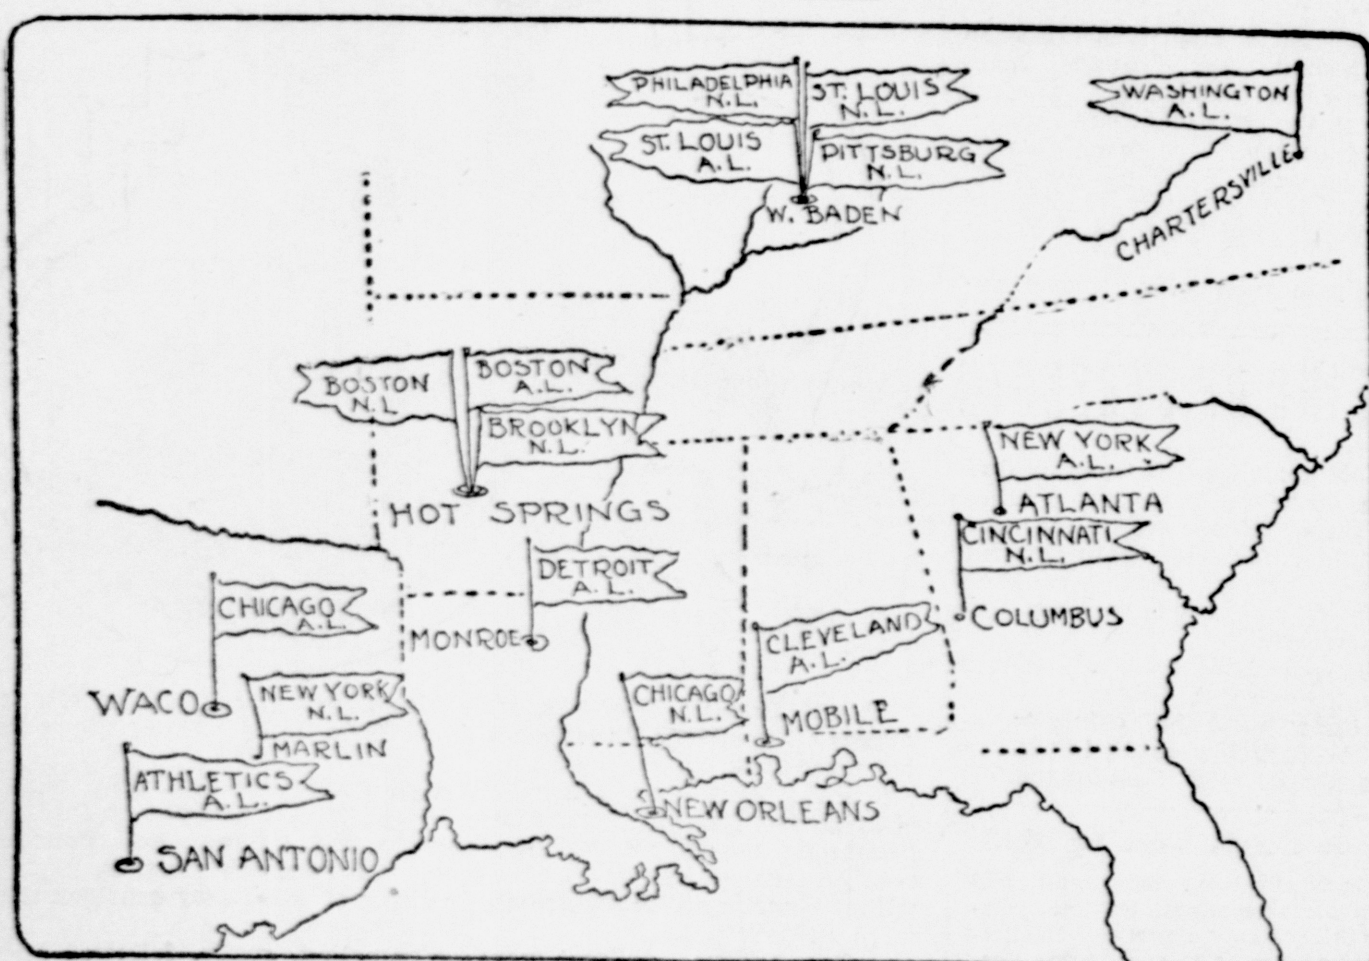 PHILADELPHIA
N.L.
ST. LOUIS
N.L.
WASHINGTON
A.L.
ST. LOUIS
A.L.
PITTSBURG
N.L.
W. BADEN
CHARTERSVILLE
BOSTON
N.L
BOSTON
A.L.
BROOKLYN
N.L.
HOT SPRINGS
NEW YORK
A.L.
ATLANTA
CINCINNATI
N.L.
COLUMBUS
DETROIT
A.L.
MONROE
CHICAGO
A.L.
WACO
CLEVELAND
A.L.
MOBILE
NEW YORK
N.L.
MARLIN
CHICAGO
N.L.
NEW ORLEANS
ATHLETICS
A.L.
SAN ANTONIO